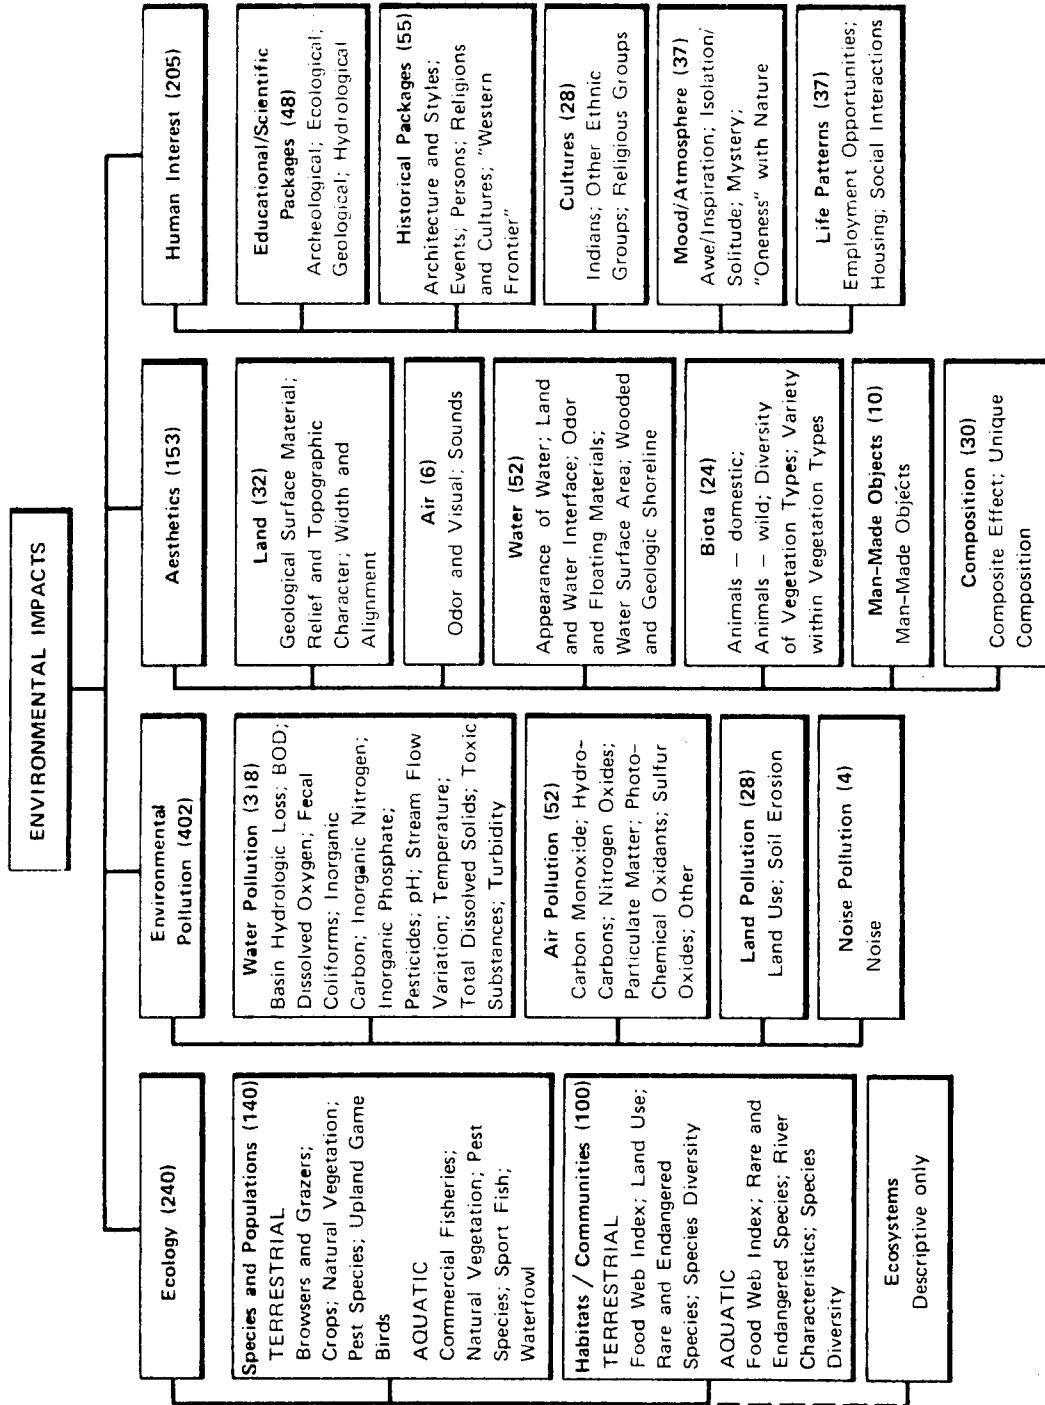 ENVIRONMENTAL IMPACTS
Ecology (240)
Species and Populations (140)
TERRESTRIAL
Browsers and Grazers;
Crops; Natural Vegetation;
Pest Species; Upland Game
Birds
AQUATIC
Commercial Fisheries;
Natural Vegetation; Pest
Species; Sport Fish;
Waterfowl
Habitats / Communities (100)
TERRESTRIAL
Food Web Index; Land Use;
Rare and Endangered
Species; Species Diversity
AQUATIC
Food Web Index; Rare and
Endangered Species; River
Characteristics; Species
Diversity
Ecosystems
Descriptive only
Environmental
Pollution (402)
Water Pollution (318)
Basin Hydrologic Loss; BOD;
Dissolved Oxygen; Fecal
Coliforms; Inorganic
Carbon; Inorganic Nitrogen;
Inorganic Phosphate;
Pesticides; pH; Stream Flow
Variation; Temperature;
Total Dissolved Solids; Toxic
Substances; Turbidity
Air Pollution (52)
Carbon Monoxide; Hydro-
Carbons; Nitrogen Oxides;
Particulate Matter; Photo-
Chemical Oxidants; Sulfur
Oxides; Other
Land Pollution (28)
Land Use; Soil Erosion
Noise Pollution (4)
Noise
Aesthetics (153)
Land (32)
Geological Surface Material;
Relief and Topographic
Character; Width and
Alignment
Air (6)
Odor and Visual; Sounds
Water (52)
Appearance of Water; Land
and Water Interface; Odor
and Floating Materials;
Water Surface Area; Wooded
and Geologic Shoreline
Biota (24)
Animals – domestic;
Animals – wild; Diversity
of Vegetation Types; Variety
within Vegetation Types
Man-Made Objects (10)
Man-Made Objects
Composition (30)
Composite Effect; Unique
Composition
Human Interest (205)
Educational/Scientific
Packages (48)
Archeological; Ecological;
Geological; Hydrological
Historical Packages (55)
Architecture and Styles;
Events; Persons; Religions
and Cultures; "Western
Frontier"
Cultures (28)
Indians; Other Ethnic
Groups; Religious Groups
Mood/Atmosphere (37)
Awe/Inspiration; Isolation/
Solitude; Mystery;
"Oneness" with Nature
Life Patterns (37)
Employment Opportunities;
Housing; Social Interactions